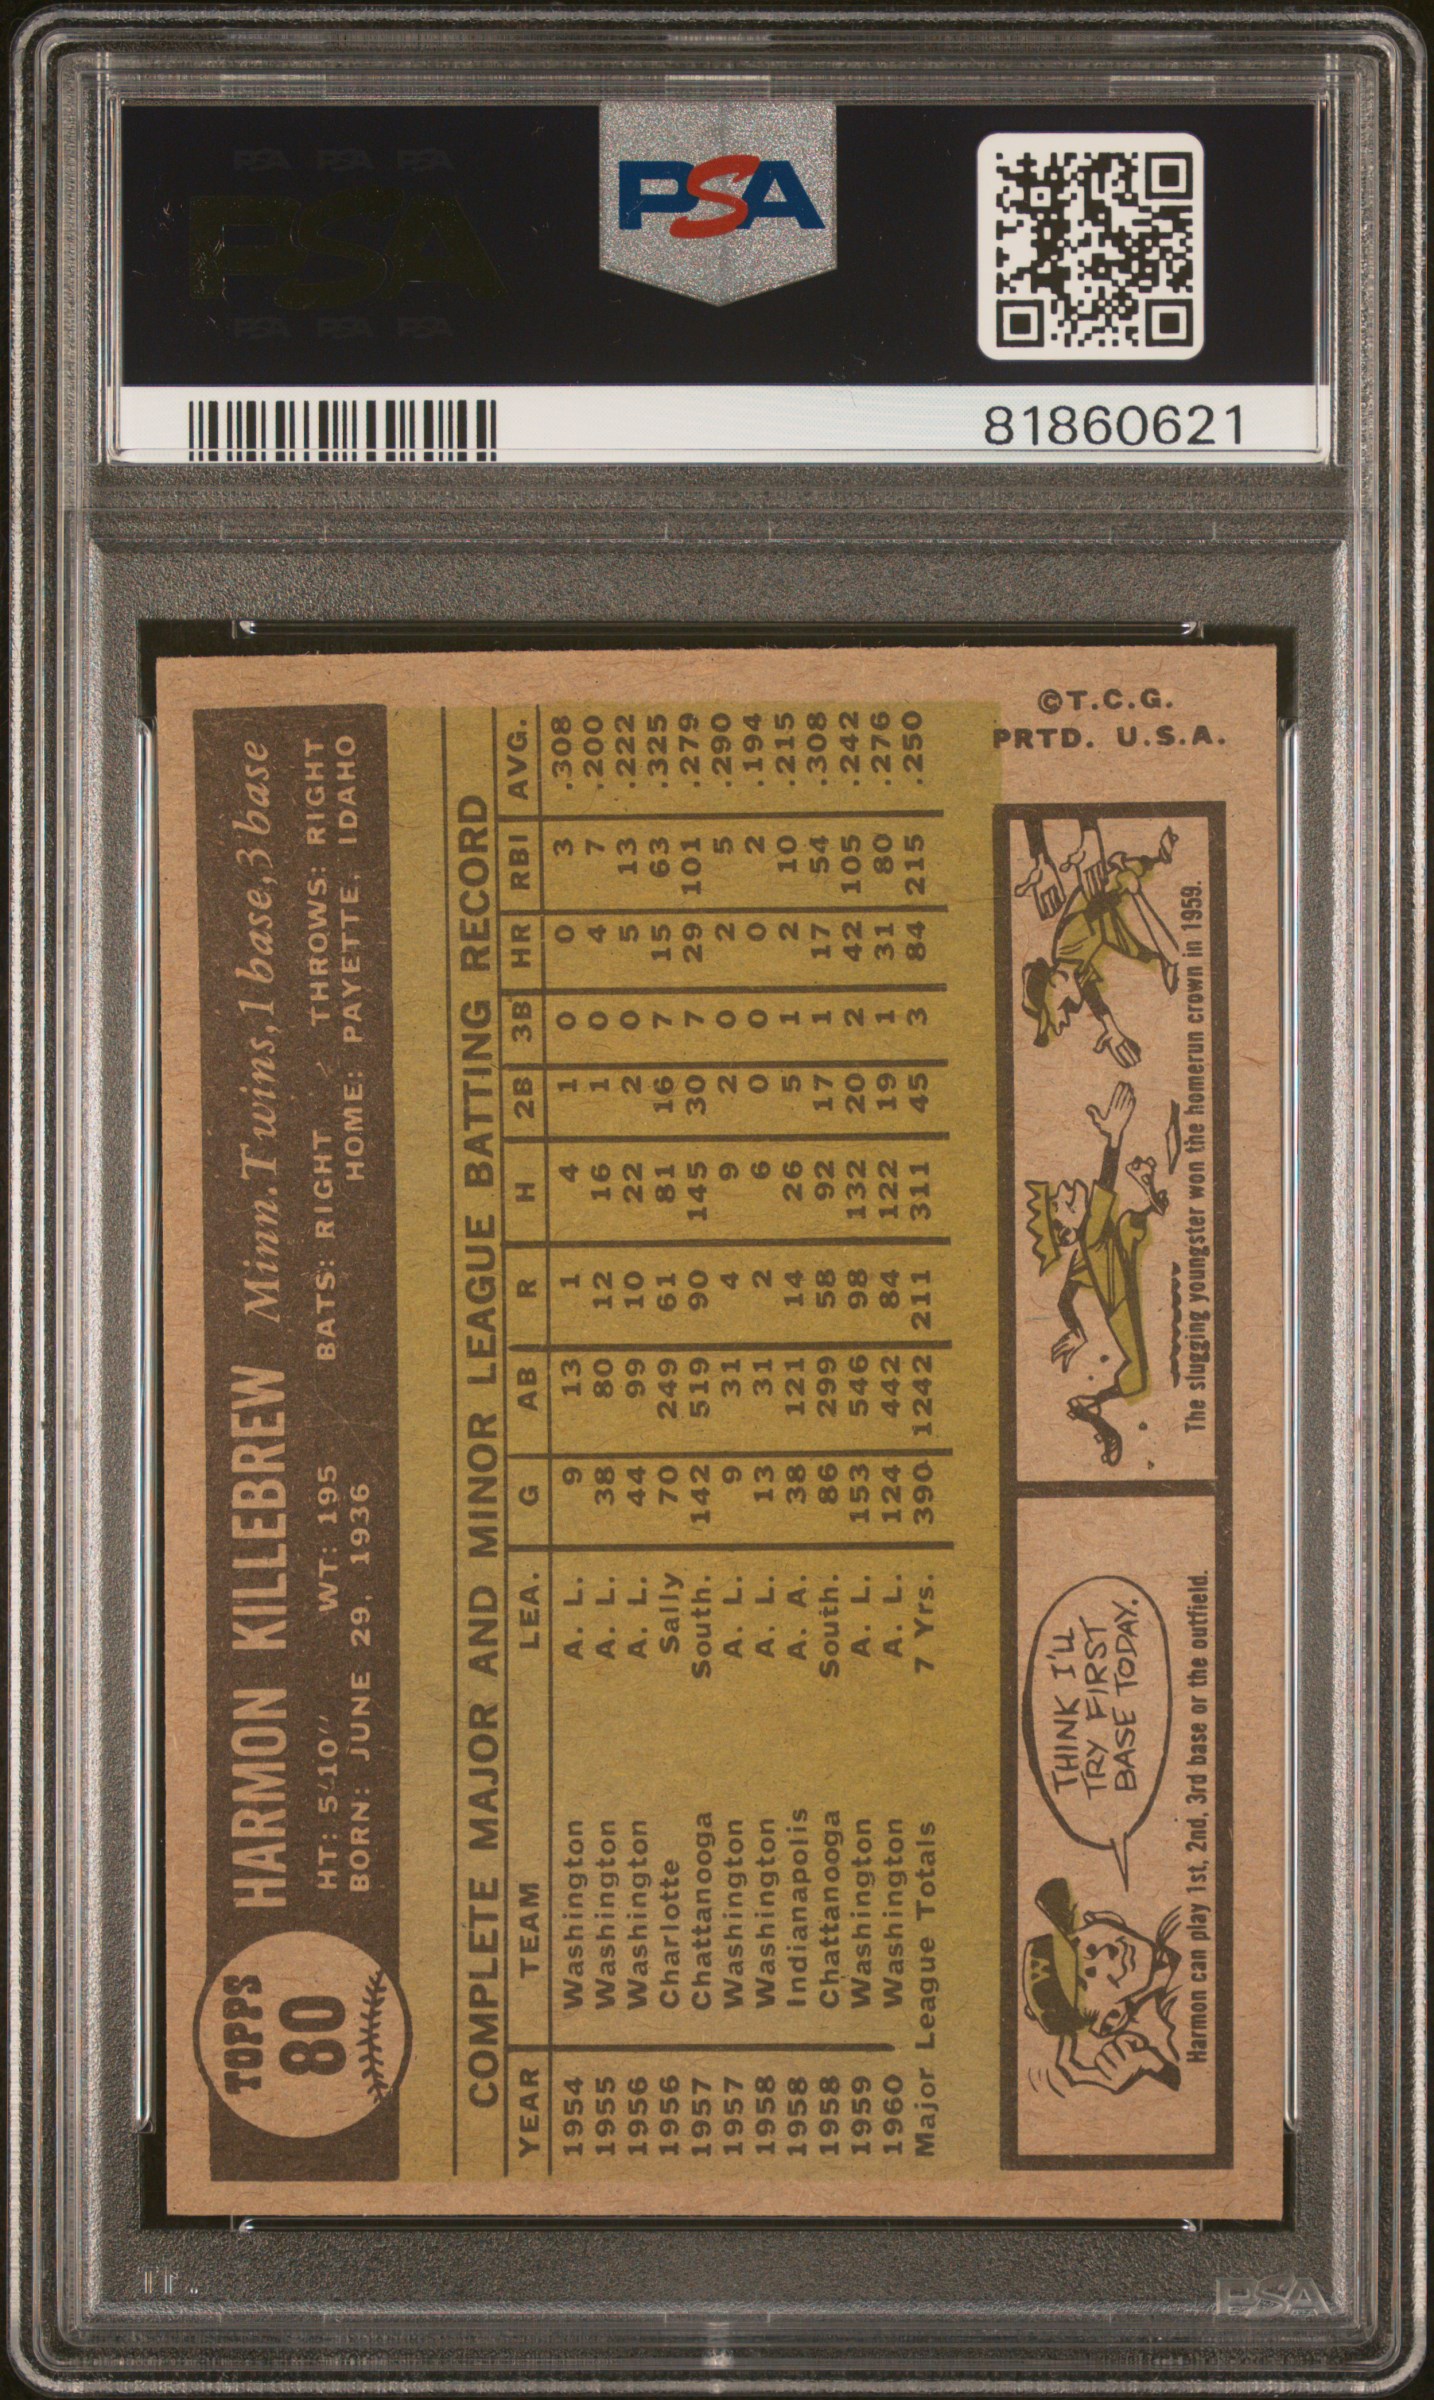 PSA PSA PSA
PSA
PSA PSA PSA
PSA
81860621
TOPPS
80
HARMON KILLEBREW Minn. Twins, 1 base, 3 base
HT: 5'10" WT: 195 BATS: RIGHT THROWS: RIGHT
BORN: JUNE 29, 1936 HOME: PAYETTE, IDAHO
COMPLETE MAJOR AND MINOR LEAGUE BATTING RECORD
YEAR TEAM LEA. G AB R H 2B 3B HR RBI AVG.
1954 Washington A. L. 9 13 1 4 1 0 0 3 .308
1955 Washington A. L. 38 80 12 16 1 0 4 7 .200
1956 Washington A. L. 44 99 10 22 2 0 5 13 .222
1956 Charlotte Sally 70 249 61 81 16 7 15 63 .325
1957 Chattanooga South. 142 519 90 145 30 7 29 101 .279
1957 Washington A. L. 9 31 4 9 2 0 2 5 .290
1958 Washington A. L. 13 31 2 6 0 0 0 2 .194
1958 Indianapolis A. A. 38 121 14 26 5 1 2 10 .215
1958 Chattanooga South. 86 299 58 92 17 1 17 54 .308
1959 Washington A. L. 153 546 98 132 20 2 42 105 .242
1960 Washington A. L. 124 442 84 122 19 1 31 80 .276
Major League Totals 7 Yrs. 390 1242 211 311 45 3 84 215 .250
W
THINK I'LL
TRY FIRST
BASE TODAY.
Harmon can play 1st, 2nd, 3rd base or the outfield.
The slugging youngster won the homerun crown in 1959.
©T.C.G.
PRTD. U.S.A.
PSA